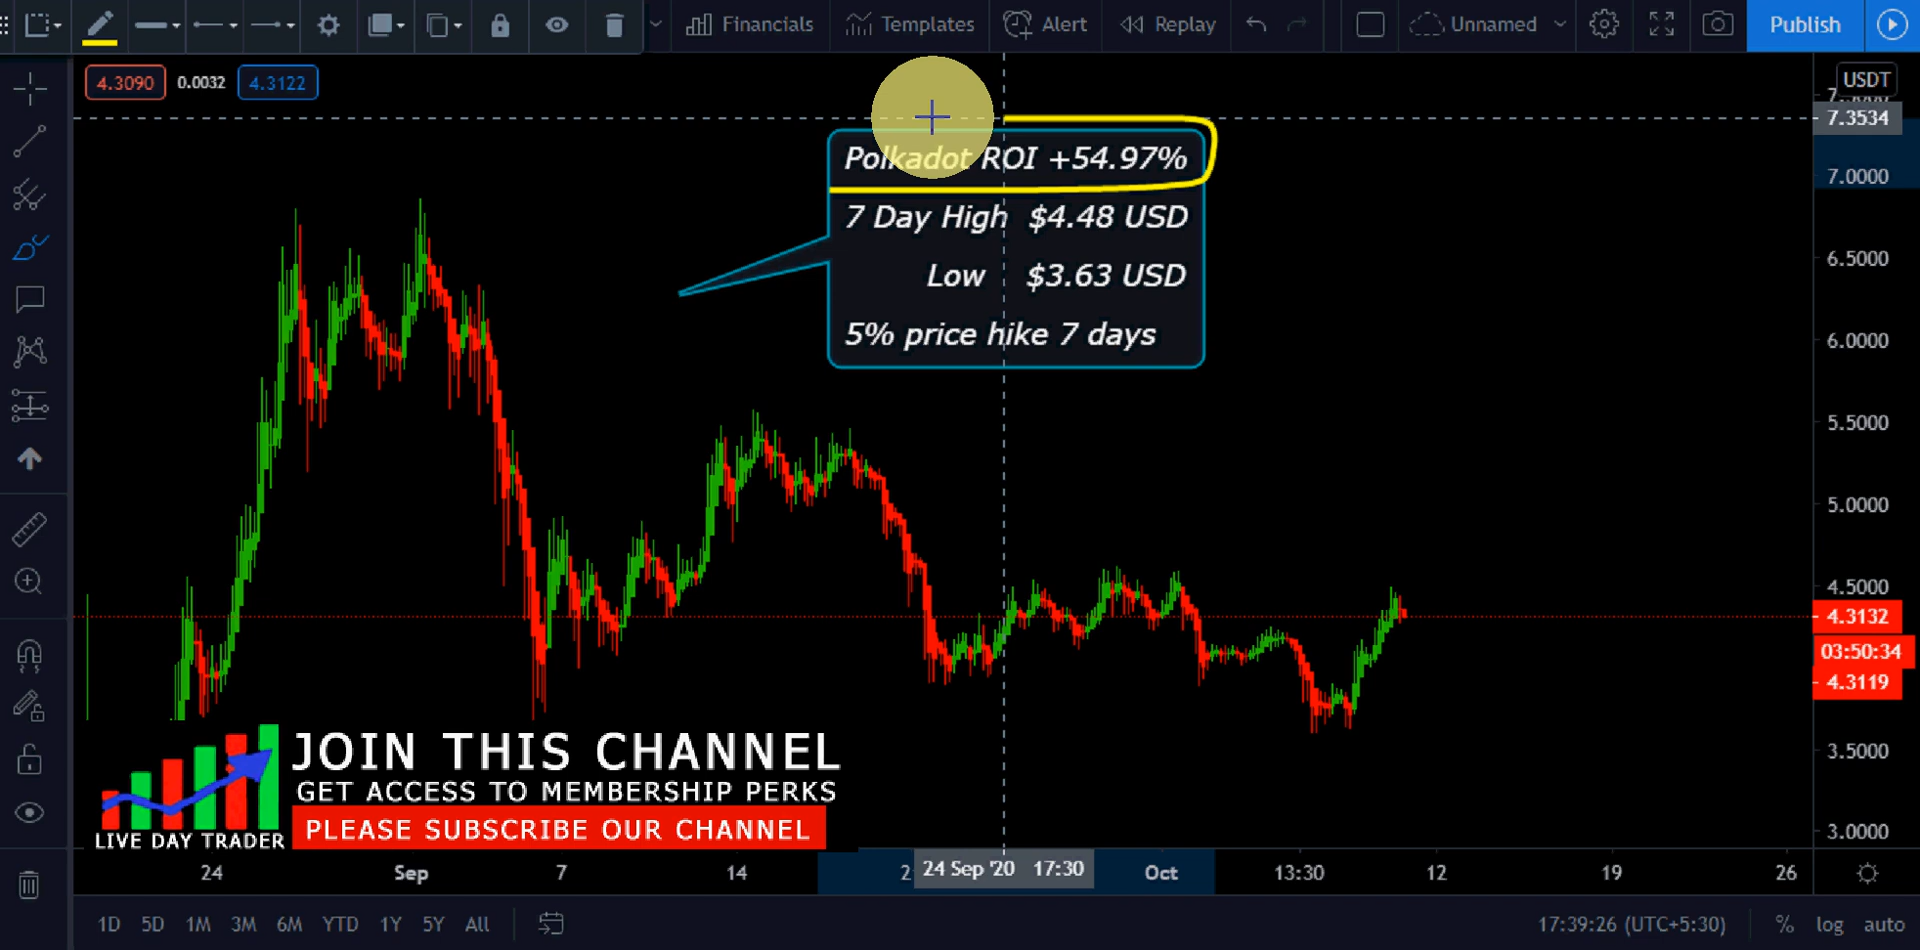 Financials
Templates
Alert
Replay
Unnamed
Publish
4.3090
0.0032
4.3122
USDT
7.3534
Polkadot ROI +54.97%
7.0000
7 Day High $4.48 USD
6.5000
Low $3.63 USD
5% price hike 7 days
6.0000
5.5000
5.0000
4.5000
4.3132
03:50:34
4.3119
3.5000
3.0000
JOIN THIS CHANNEL
GET ACCESS TO MEMBERSHIP PERKS
PLEASE SUBSCRIBE OUR CHANNEL
LIVE DAY TRADER
24
Sep
7
14
24 Sep '20 17:30
Oct
13:30
12
19
26
1D
5D
1M
3M
6M
YTD
1Y
5Y
All
17:39:26 (UTC+5:30)
%
log
auto